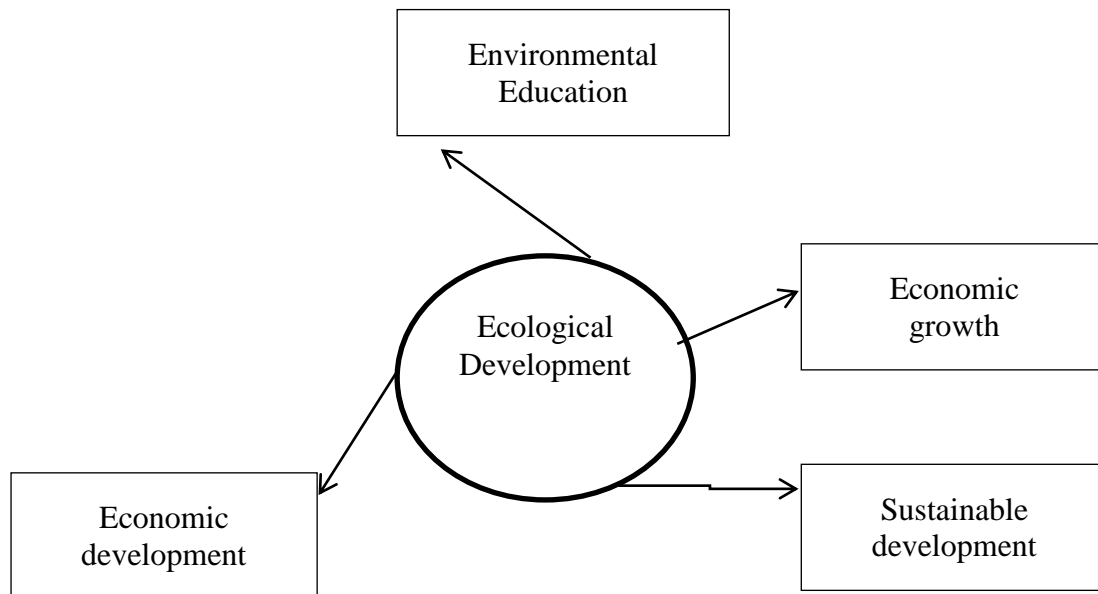 Environmental
Education
Ecological
Development
Economic
growth
Economic
development
Sustainable
development